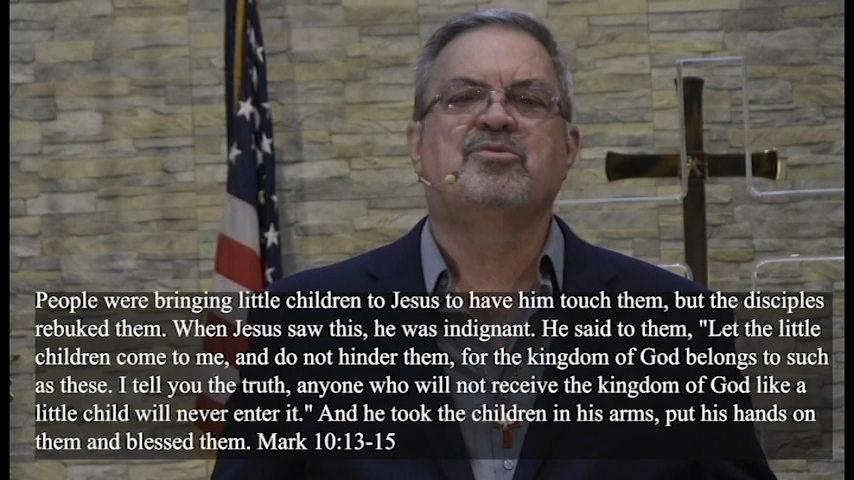 People were bringing little children to Jesus to have him touch them, but the disciples
rebuked them. When Jesus saw this, he was indignant. He said to them, "Let the little
children come to me, and do not hinder them, for the kingdom of God belongs to such
as these. I tell you the truth, anyone who will not receive the kingdom of God like a
little child will never enter it." And he took the children in his arms, put his hands on
them and blessed them. Mark 10:13-15